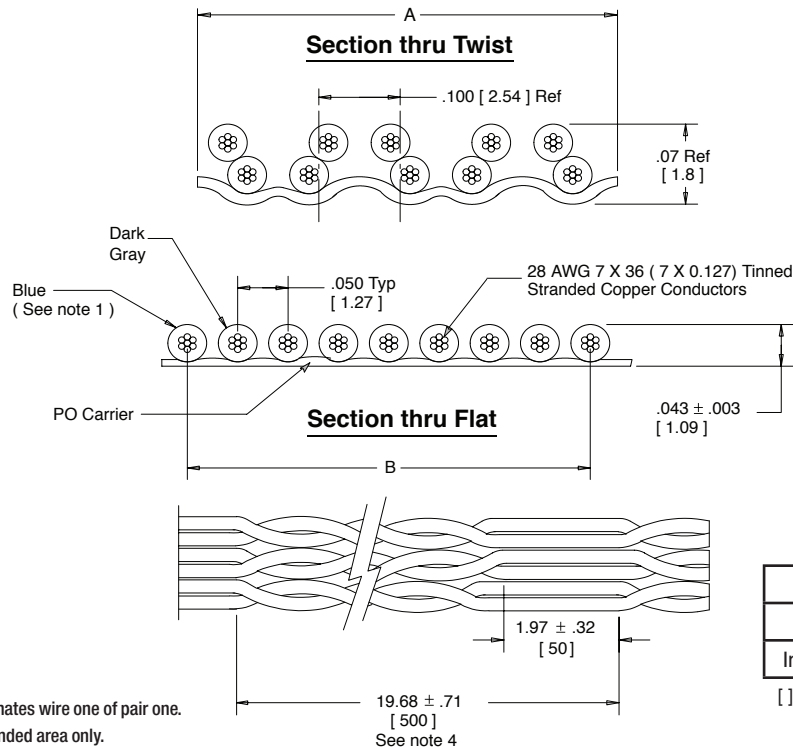 A
Section thru Twist
.100 [ 2.54 ] Ref
.07 Ref
[ 1.8 ]
Dark
Gray
Blue
( See note 1 )
.050 Typ
[ 1.27 ]
28 AWG 7 X 36 ( 7 X 0.127) Tinned
Stranded Copper Conductors
PO Carrier
Section thru Flat
.043 ± .003
[ 1.09 ]
B
1.97 ± .32
[ 50 ]
19.68 ± .71
[ 500 ]
See note 4
wire one of pair one.
area only.
[ ]